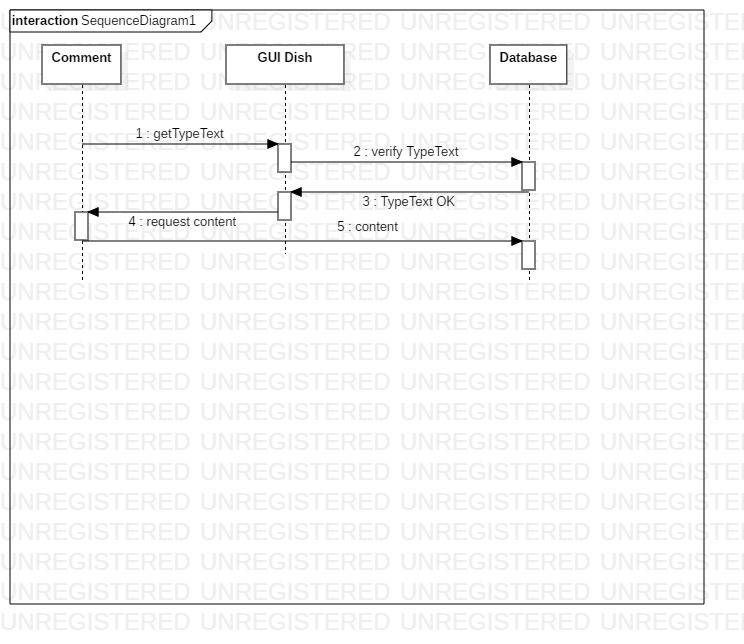 interaction SequenceDiagram1
Comment
GUI Dish
Database
1 : getTypeText
2 : verify TypeText
3 : TypeText OK
4 : request content
5 : content
UNREGISTERED UNREGISTERED UNREGISTERED UNREGISTERED